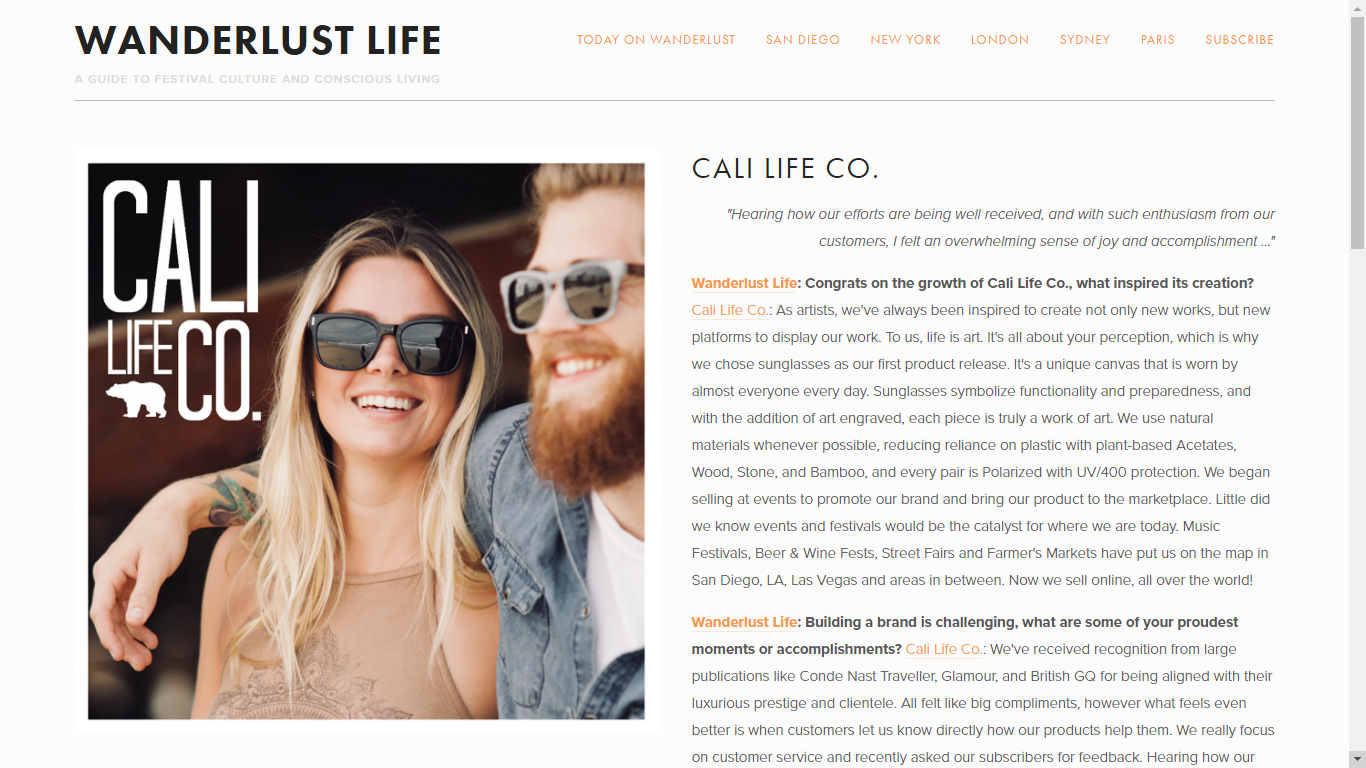 WANDERLUST LIFE
A GUIDE TO FESTIVAL CULTURE AND CONSCIOUS LIVING
TODAY ON WANDERLUST SAN DIEGO NEW YORK LONDON SYDNEY PARIS SUBSCRIBE
CALI
LIFE
CO.
CALI LIFE CO.
"Hearing how our efforts are being well received, and with such enthusiasm from our
customers, I felt an overwhelming sense of joy and accomplishment ..."
Wanderlust Life: Congrats on the growth of Cali Life Co., what inspired its creation?
Cali Life Co.: As artists, we've always been inspired to create not only new works, but new
platforms to display our work. To us, life is art. It's all about your perception, which is why
we chose sunglasses as our first product release. It's a unique canvas that is worn by
almost everyone every day. Sunglasses symbolize functionality and preparedness, and
with the addition of art engraved, each piece is truly a work of art. We use natural
materials whenever possible, reducing reliance on plastic with plant-based Acetates,
Wood, Stone, and Bamboo, and every pair is Polarized with UV/400 protection. We began
selling at events to promote our brand and bring our product to the marketplace. Little did
we know events and festivals would be the catalyst for where we are today. Music
Festivals, Beer & Wine Fests, Street Fairs and Farmer's Markets have put us on the map in
San Diego, LA, Las Vegas and areas in between. Now we sell online, all over the world!
Wanderlust Life: Building a brand is challenging, what are some of your proudest
moments or accomplishments? Cali Life Co.: We've received recognition from large
publications like Conde Nast Traveller, Glamour, and British GQ for being aligned with their
luxurious prestige and clientele. All felt like big compliments, however what feels even
better is when customers let us know directly how our products help them. We really focus
on customer service and recently asked our subscribers for feedback. Hearing how our